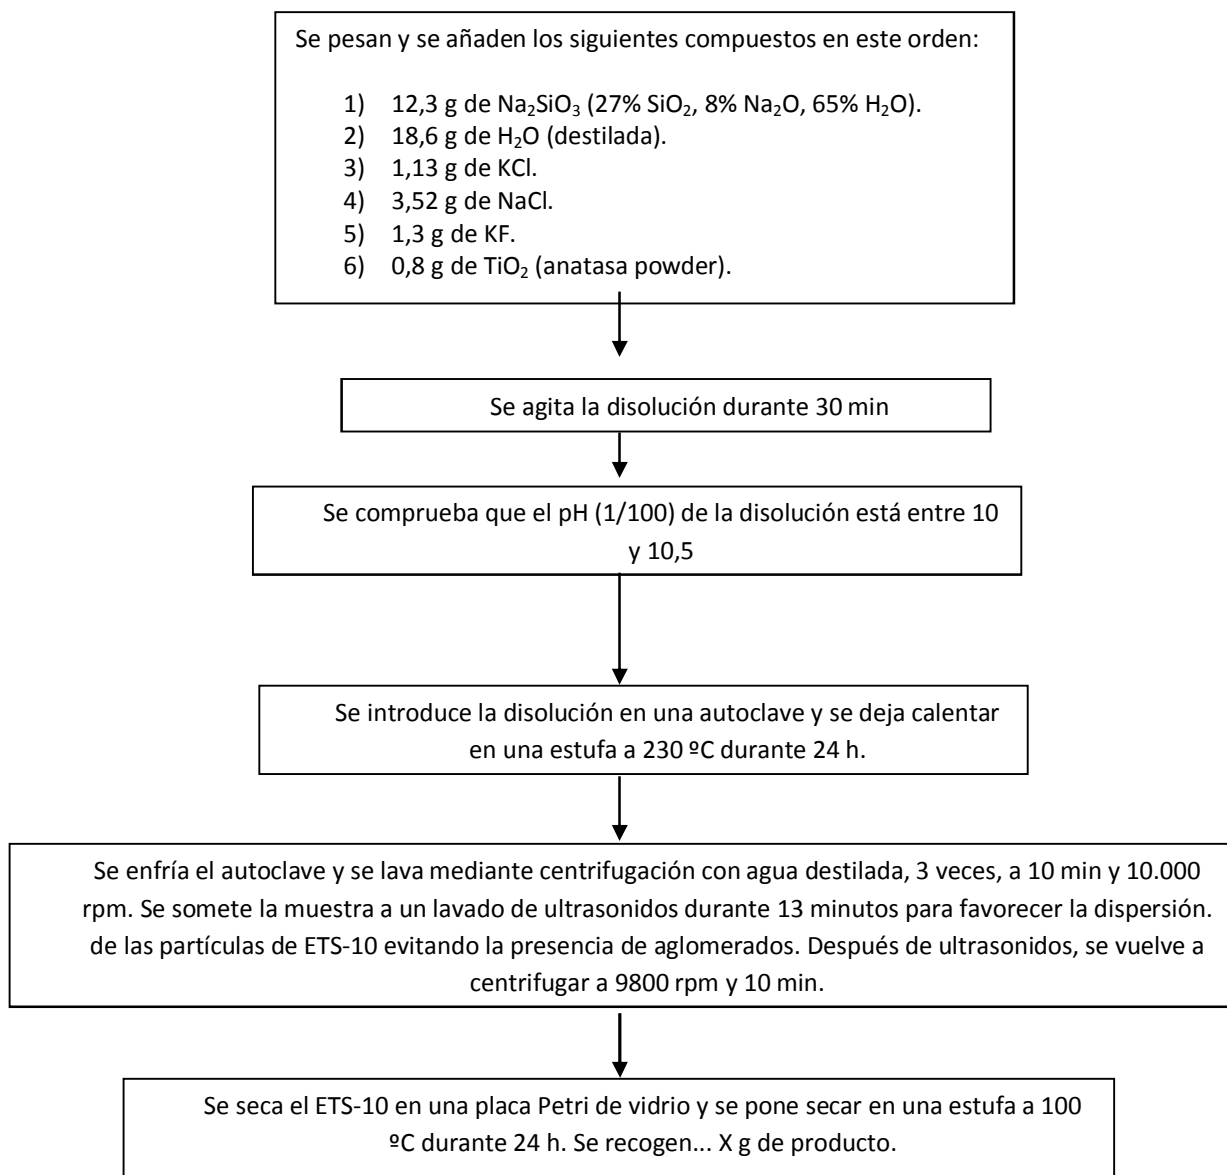 Se pesan y se añaden los siguientes compuestos en este orden:
1) 12,3 g de Na₂SiO₃ (27% SiO₂, 8% Na₂O, 65% H₂O).
2) 18,6 g de H₂O (destilada).
3) 1,13 g de KCl.
4) 3,52 g de NaCl.
5) 1,3 g de KF.
6) 0,8 g de TiO₂ (anatasa powder).
Se agita la disolución durante 30 min
Se comprueba que el pH (1/100) de la disolución está entre 10
y 10,5
Se introduce la disolución en una autoclave y se deja calentar
en una estufa a 230 ºC durante 24 h.
Se enfría el autoclave y se lava mediante centrifugación con agua destilada, 3 veces, a 10 min y 10.000
rpm. Se somete la muestra a un lavado de ultrasonidos durante 13 minutos para favorecer la dispersión.
de las partículas de ETS-10 evitando la presencia de aglomerados. Después de ultrasonidos, se vuelve a
centrifugar a 9800 rpm y 10 min.
Se seca el ETS-10 en una placa Petri de vidrio y se pone secar en una estufa a 100
ºC durante 24 h. Se recogen... X g de producto.